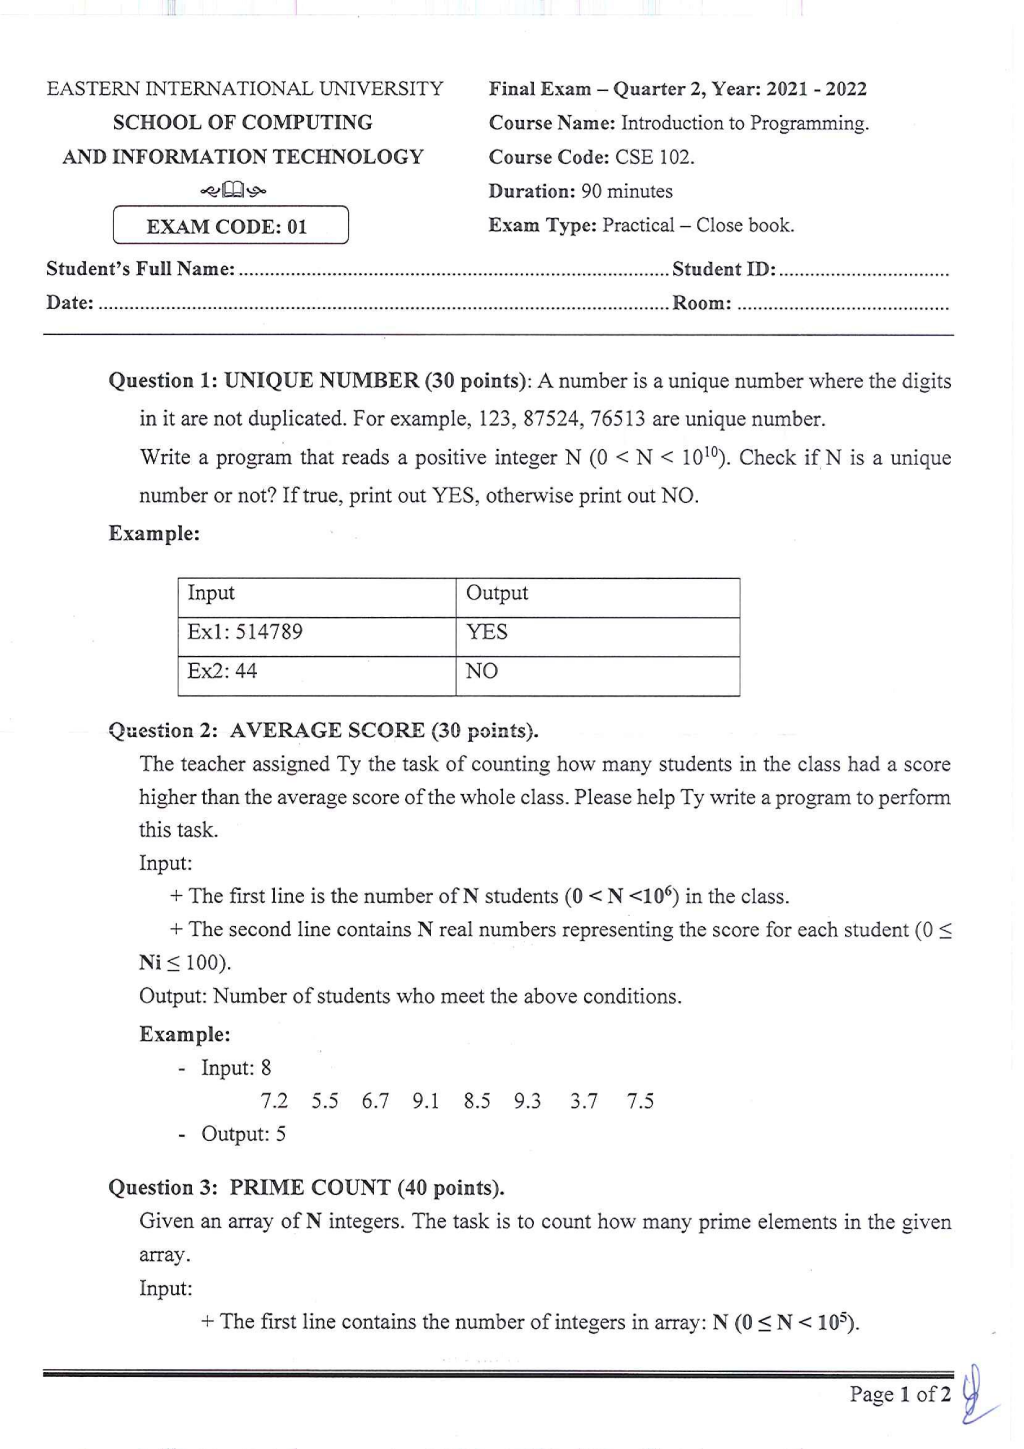 EASTERN INTERNATIONAL UNIVERSITY
SCHOOL OF COMPUTING
AND INFORMATION TECHNOLOGY
EXAM CODE: 01
Final Exam – Quarter 2, Year: 2021 - 2022
Course Name: Introduction to Programming.
Course Code: CSE 102.
Duration: 90 minutes
Exam Type: Practical – Close book.
Student's Full Name: ............................................................................ Student ID: ................................
Date: ..................................................................................................... Room: .......................................
Question 1: UNIQUE NUMBER (30 points): A number is a unique number where the digits
in it are not duplicated. For example, 123, 87524, 76513 are unique number.
Write a program that reads a positive integer N (0 < N < 10¹⁰). Check if N is a unique
number or not? If true, print out YES, otherwise print out NO.
Example:
Input Output
Ex1: 514789 YES
Ex2: 44 NO
Question 2: AVERAGE SCORE (30 points).
The teacher assigned Ty the task of counting how many students in the class had a score
higher than the average score of the whole class. Please help Ty write a program to perform
this task.
Input:
+ The first line is the number of N students (0 < N <10⁶) in the class.
+ The second line contains N real numbers representing the score for each student (0 ≤
Ni ≤ 100).
Output: Number of students who meet the above conditions.
Example:
- Input: 8
7.2 5.5 6.7 9.1 8.5 9.3 3.7 7.5
- Output: 5
Question 3: PRIME COUNT (40 points).
Given an array of N integers. The task is to count how many prime elements in the given
array.
Input:
+ The first line contains the number of integers in array: N (0 ≤ N < 10⁵).
Page 1 of 2